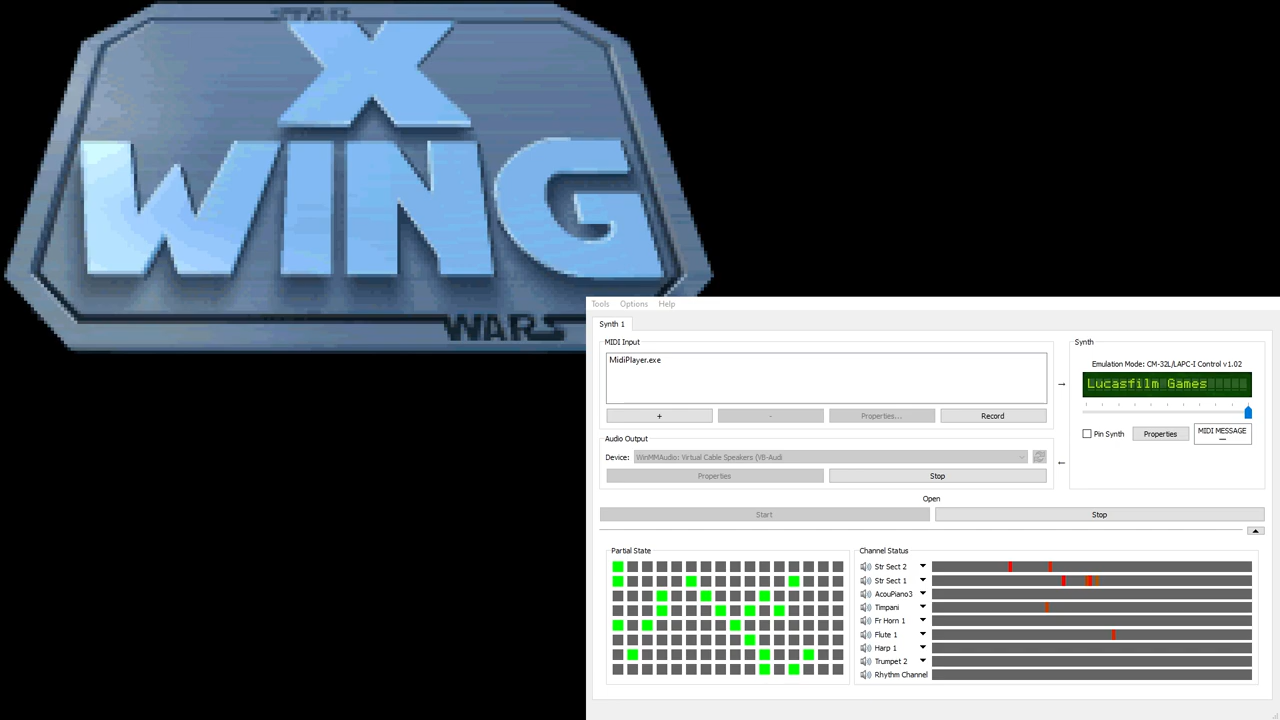 STAR
X
WING
WARS
Tools Options Help
Synth 1
MIDI Input
MidiPlayer.exe
+ - Properties... Record
Audio Output
Device: WinMMAudio: Virtual Cable Speakers (VB-Audi
Properties Stop
Synth
Emulation Mode: CM-32L/LAPC-I Control v1.02
Lucasfilm Games
Pin Synth Properties MIDI MESSAGE
Open
Start Stop
Partial State
Channel Status
Str Sect 2
Str Sect 1
AcouPiano3
Timpani
Fr Horn 1
Flute 1
Harp 1
Trumpet 2
Rhythm Channel